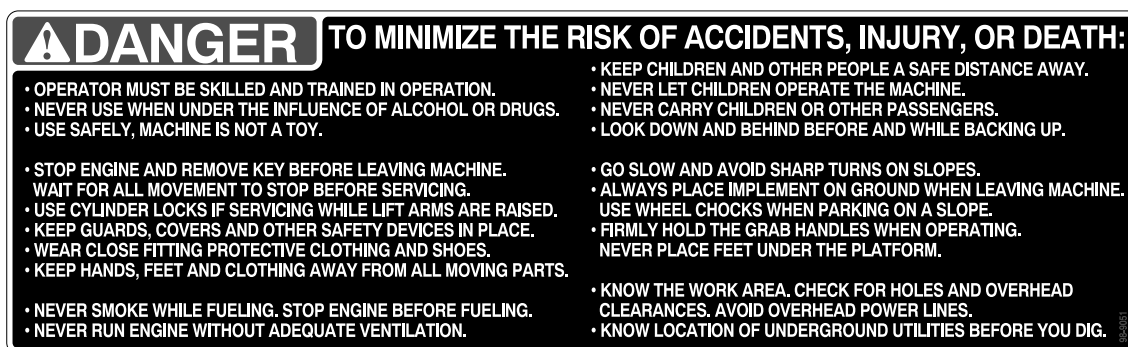 DANGER
TO MINIMIZE THE RISK OF ACCIDENTS, INJURY, OR DEATH:
• OPERATOR MUST BE SKILLED AND TRAINED IN OPERATION.
• NEVER USE WHEN UNDER THE INFLUENCE OF ALCOHOL OR DRUGS.
• USE SAFELY, MACHINE IS NOT A TOY.
• STOP ENGINE AND REMOVE KEY BEFORE LEAVING MACHINE.
WAIT FOR ALL MOVEMENT TO STOP BEFORE SERVICING.
• USE CYLINDER LOCKS IF SERVICING WHILE LIFT ARMS ARE RAISED.
• KEEP GUARDS, COVERS AND OTHER SAFETY DEVICES IN PLACE.
• WEAR CLOSE FITTING PROTECTIVE CLOTHING AND SHOES.
• KEEP HANDS, FEET AND CLOTHING AWAY FROM ALL MOVING PARTS.
• NEVER SMOKE WHILE FUELING. STOP ENGINE BEFORE FUELING.
• NEVER RUN ENGINE WITHOUT ADEQUATE VENTILATION.
• KEEP CHILDREN AND OTHER PEOPLE A SAFE DISTANCE AWAY.
• NEVER LET CHILDREN OPERATE THE MACHINE.
• NEVER CARRY CHILDREN OR OTHER PASSENGERS.
• LOOK DOWN AND BEHIND BEFORE AND WHILE BACKING UP.
• GO SLOW AND AVOID SHARP TURNS ON SLOPES.
• ALWAYS PLACE IMPLEMENT ON GROUND WHEN LEAVING MACHINE.
USE WHEEL CHOCKS WHEN PARKING ON A SLOPE.
• FIRMLY HOLD THE GRAB HANDLES WHEN OPERATING.
NEVER PLACE FEET UNDER THE PLATFORM.
• KNOW THE WORK AREA. CHECK FOR HOLES AND OVERHEAD
CLEARANCES. AVOID OVERHEAD POWER LINES.
• KNOW LOCATION OF UNDERGROUND UTILITIES BEFORE YOU DIG.
98-9051